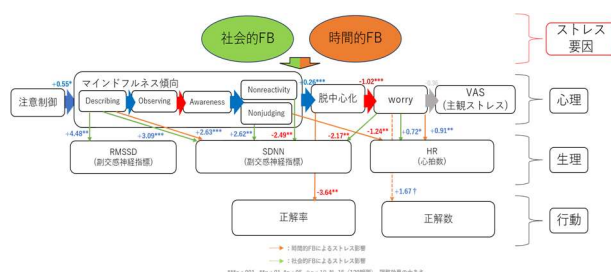 社会的FB
時間的FB
ストレス
要因
マインドフルネス傾向
+0.55*
+0.26***
-1.02***
0.36
注意制御
Describing
Observing
Awareness
Nonreactivity
Nonjudging
脱中心化
worry
VAS
(主観ストレス)
心理
+4.48**
+3.09***
+2.63***
+2.62**
-2.49**
-2.17**
-1.24**
+0.72*
+0.91**
RMSSD
(副交感神経指標)
SDNN
(副交感神経指標)
HR
(心拍数)
生理
-3.64**
+1.67†
正解率
正解数
行動
:時間的FBによるストレス影響
:社会的FBによるストレス影響